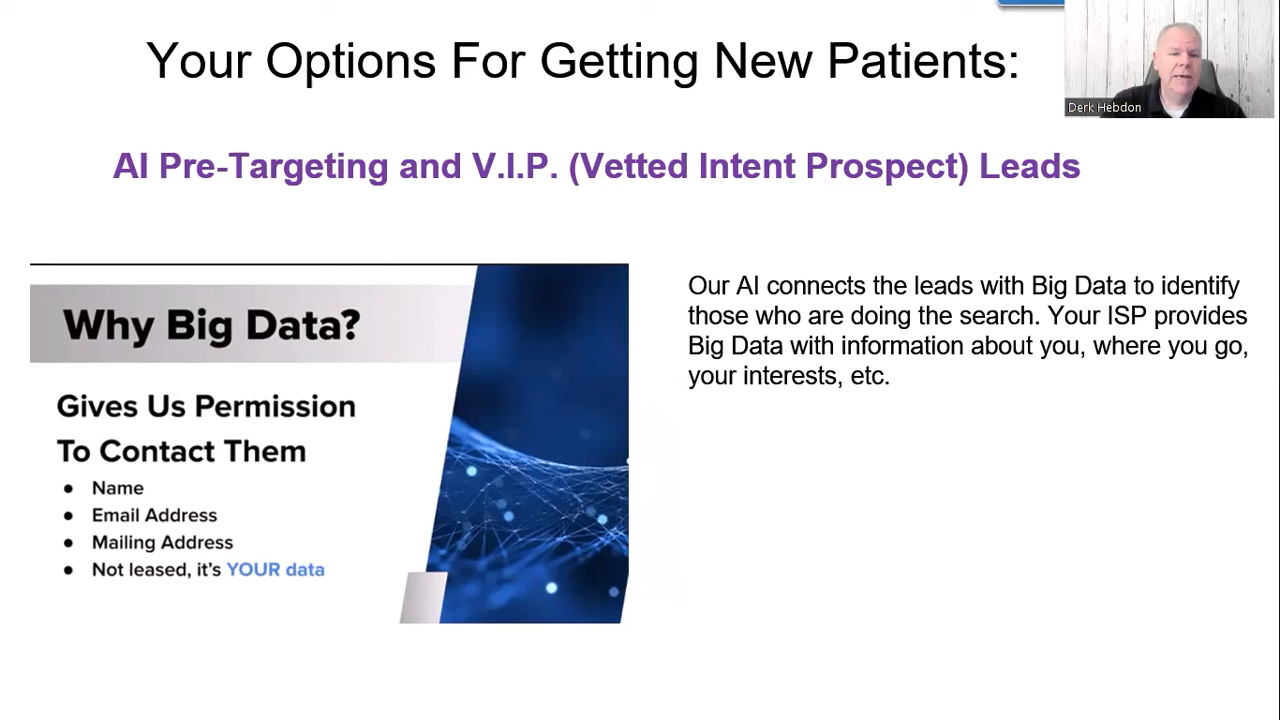 Your Options For Getting New Patients:
Derk Hebdon
AI Pre-Targeting and V.I.P. (Vetted Intent Prospect) Leads
Why Big Data?
Gives Us Permission
To Contact Them
● Name
● Email Address
● Mailing Address
● Not leased, it's YOUR data
Our AI connects the leads with Big Data to identify
those who are doing the search. Your ISP provides
Big Data with information about you, where you go,
your interests, etc.